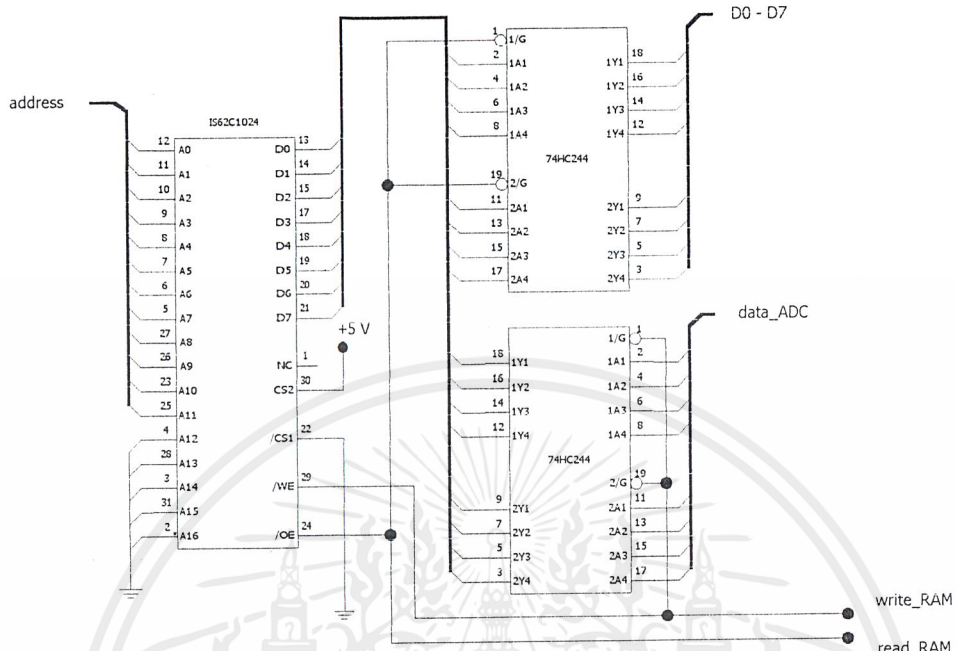 D0 - D7
address
data_ADC
+5 V
write_RAM
read_RAM
IS62C1024
12 A0
11 A1
10 A2
9 A3
8 A4
7 A5
6 A6
5 A7
27 A8
26 A9
23 A10
25 A11
4 A12
28 A13
3 A14
31 A15
2 A16
D0 13
D1 14
D2 15
D3 17
D4 18
D5 19
D6 20
D7 21
NC 1
CS2 30
/CS1 22
/WE 29
/OE 24
74HC244
1 1/G
2 1A1
4 1A2
6 1A3
8 1A4
19 2/G
11 2A1
13 2A2
15 2A3
17 2A4
1Y1 18
1Y2 16
1Y3 14
1Y4 12
2Y1 9
2Y2 7
2Y3 5
2Y4 3
74HC244
18 1Y1
16 1Y2
14 1Y3
12 1Y4
9 2Y1
7 2Y2
5 2Y3
3 2Y4
1/G 1
1A1 2
1A2 4
1A3 6
1A4 8
2/G 19
2A1 11
2A2 13
2A3 15
2A4 17